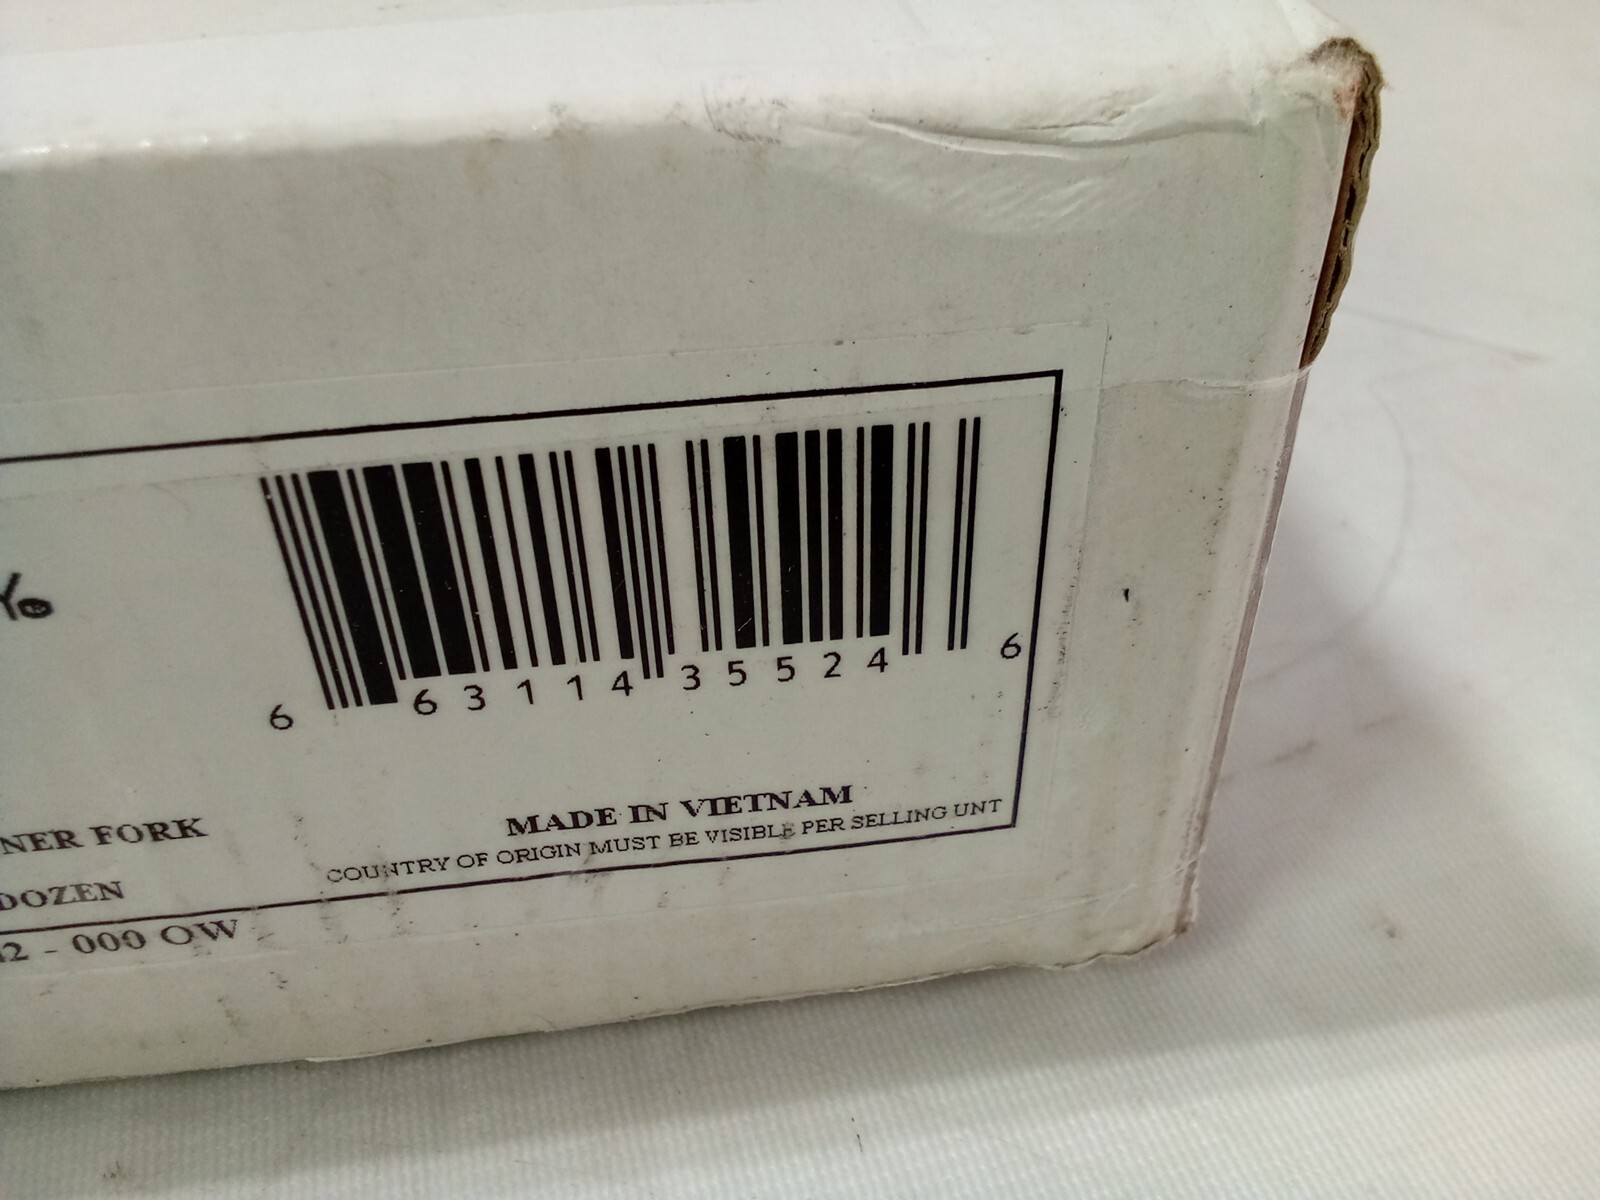 6 63114 35524 6
MADE IN VIETNAM
COUNTRY OF ORIGIN MUST BE VISIBLE PER SELLING UNT
NER FORK
DOZEN
2 - 000 OW